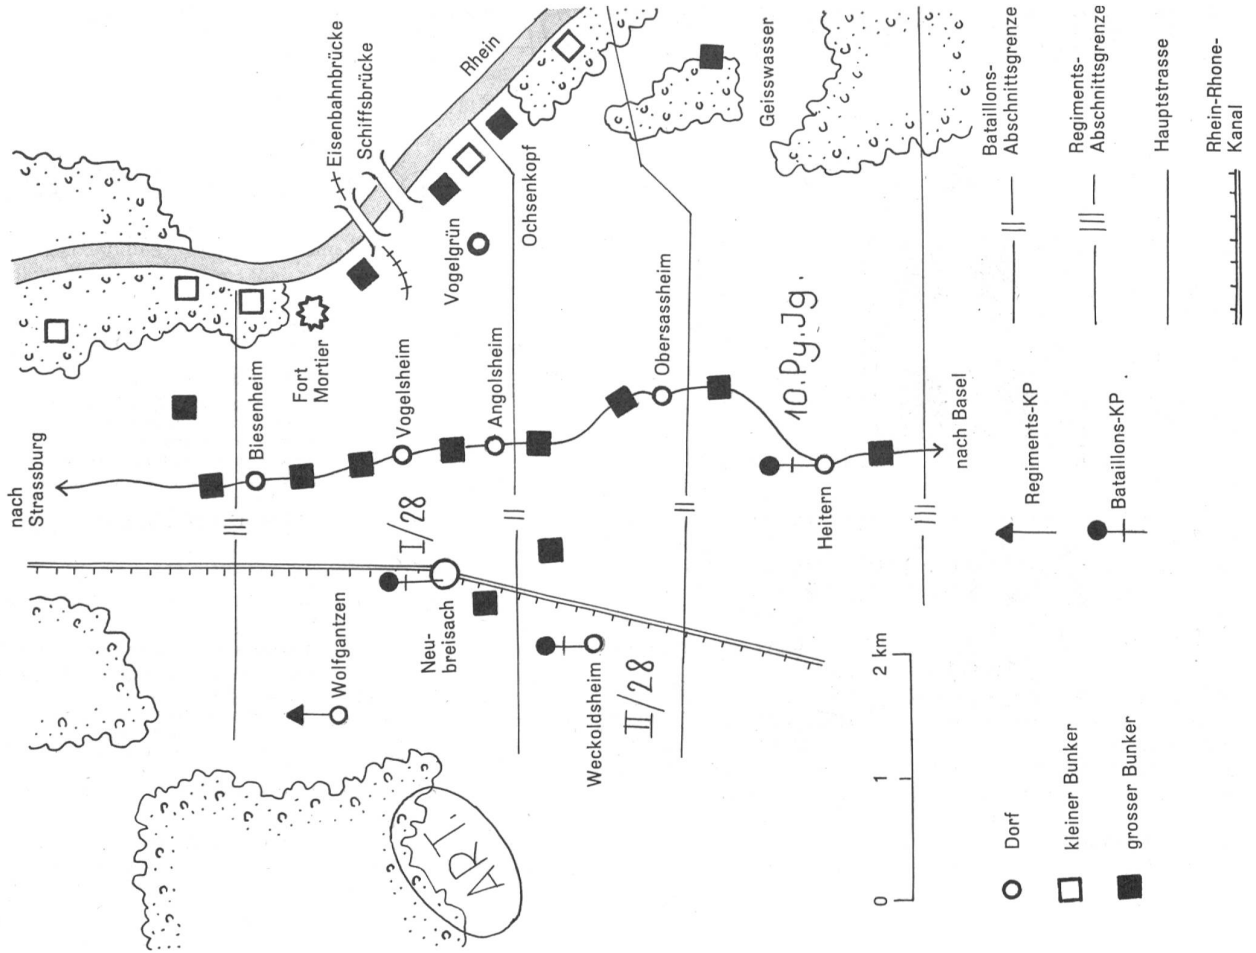 Eisenbahnbrücke
Schiffsbrücke
Rhein
Geisswasser
Ochsenkopf
Vogelgrün
Fort
Mortier
nach
Strassburg
Biesenheim
Vogelsheim
Angolsheim
Obersassheim
10.Py.Jg.
Heitern
nach Basel
I/28
Neu-
breisach
Wolfgantzen
Weckoldsheim
II/28
ART.
0 1 2 km
Dorf
kleiner Bunker
grosser Bunker
Regiments-KP
Bataillons-KP
Bataillons-
Abschnittsgrenze
Regiments-
Abschnittsgrenze
Hauptstrasse
Rhein-Rhone-
Kanal